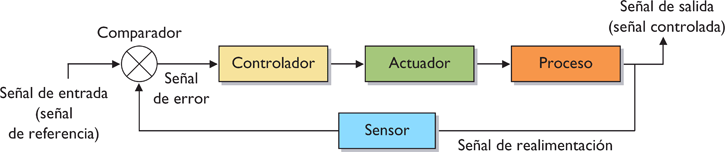 Comparador
Señal de salida
(señal controlada)
Controlador
Actuador
Proceso
Señal
de error
Señal de entrada
(señal
de referencia)
Sensor
Señal de realimentación